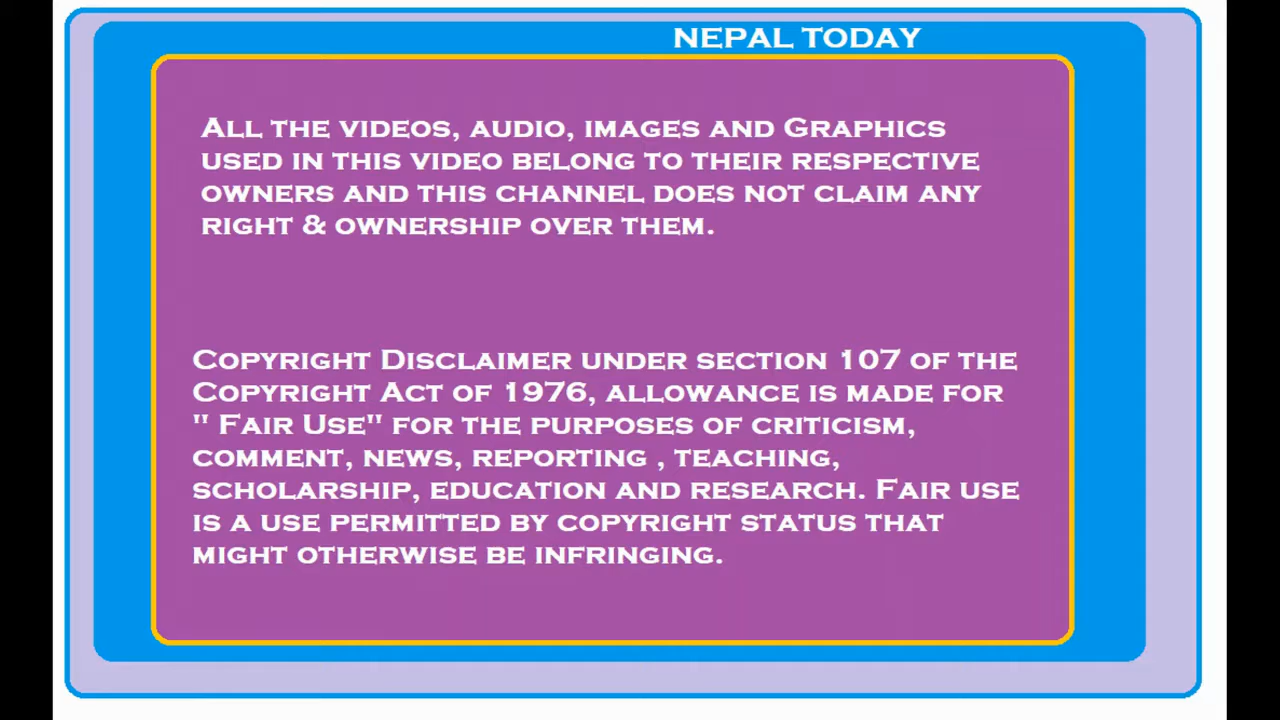 NEPAL TODAY
All the videos, audio, images and Graphics
used in this video belong to their respective
owners and this channel does not claim any
right & ownership over them.
Copyright Disclaimer under section 107 of the
Copyright Act of 1976, allowance is made for
" Fair Use" for the purposes of criticism,
comment, news, reporting , teaching,
scholarship, education and research. Fair use
is a use permitted by copyright status that
might otherwise be infringing.